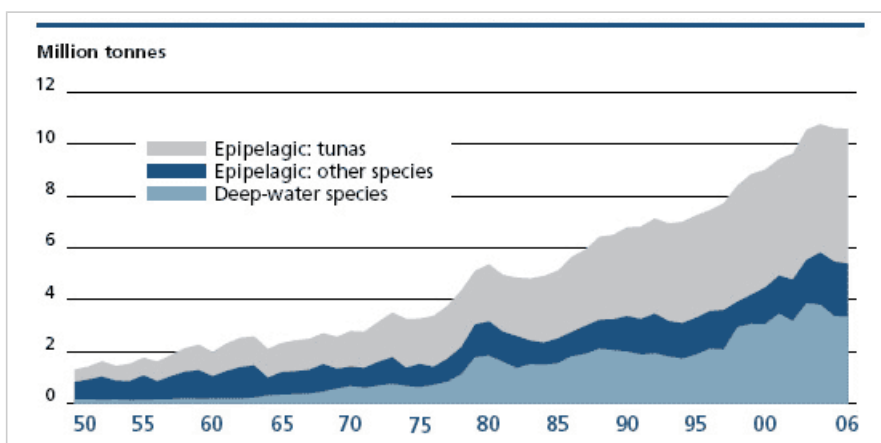 Million tonnes
12
10
Epipelagic: tunas
Epipelagic: other species
8
Deep-water species
6
4
2
0
50 55 60 65 70 75 80 85 90 95 00 06